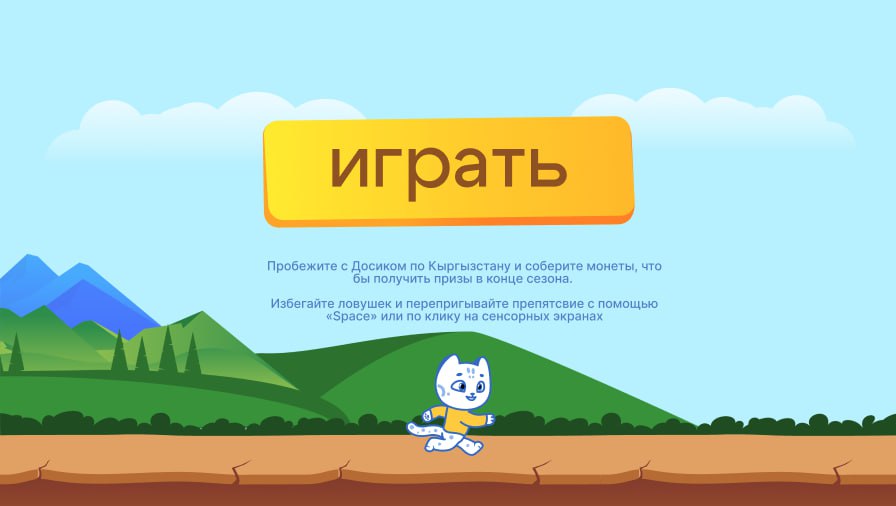 играть
Пробежите с Досиком по Кыргызстану и соберите монеты, что
бы получить призы в конце сезона.
Избегайте ловушек и перепригывайте препятсвие с помощью
«Space» или по клику на сенсорных экранах